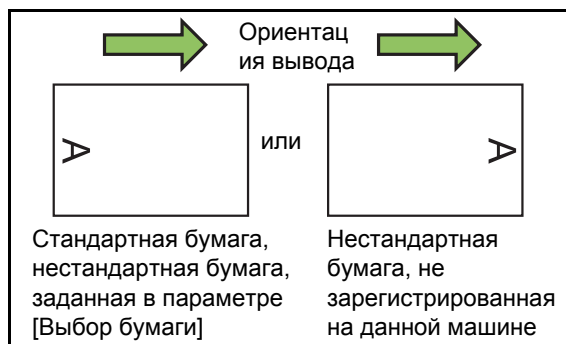 Ориентац
ия вывода
A
или
A
Стандартная бумага,
нестандартная бумага,
заданная в параметре
[Выбор бумаги]
Нестандартная
бумага, не
зарегистрированная
на данной машине